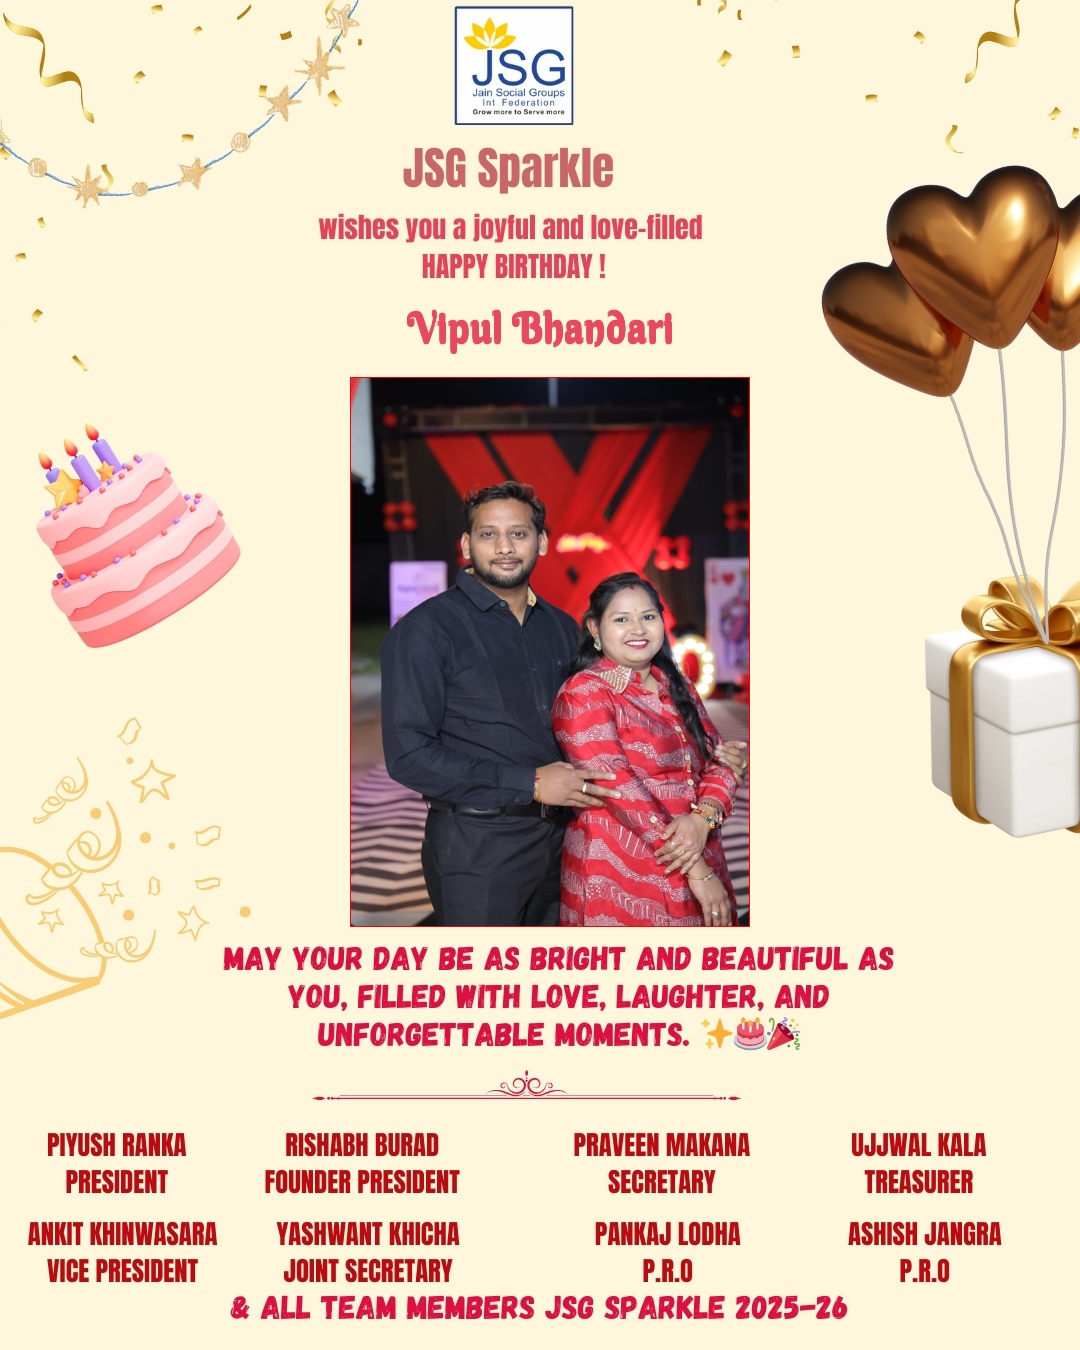 JSG
Jain Social Groups
Int Federation
Grow more to Serve more
JSG Sparkle
wishes you a joyful and love-filled
HAPPY BIRTHDAY !
Vipul Bhandari
MAY YOUR DAY BE AS BRIGHT AND BEAUTIFUL AS
YOU, FILLED WITH LOVE, LAUGHTER, AND
UNFORGETTABLE MOMENTS. ✨🎂🎉
PIYUSH RANKA
PRESIDENT
RISHABH BURAD
FOUNDER PRESIDENT
PRAVEEN MAKANA
SECRETARY
UJJWAL KALA
TREASURER
ANKIT KHINWASARA
VICE PRESIDENT
YASHWANT KHICHA
JOINT SECRETARY
PANKAJ LODHA
P.R.O
ASHISH JANGRA
P.R.O
& ALL TEAM MEMBERS JSG SPARKLE 2025-26